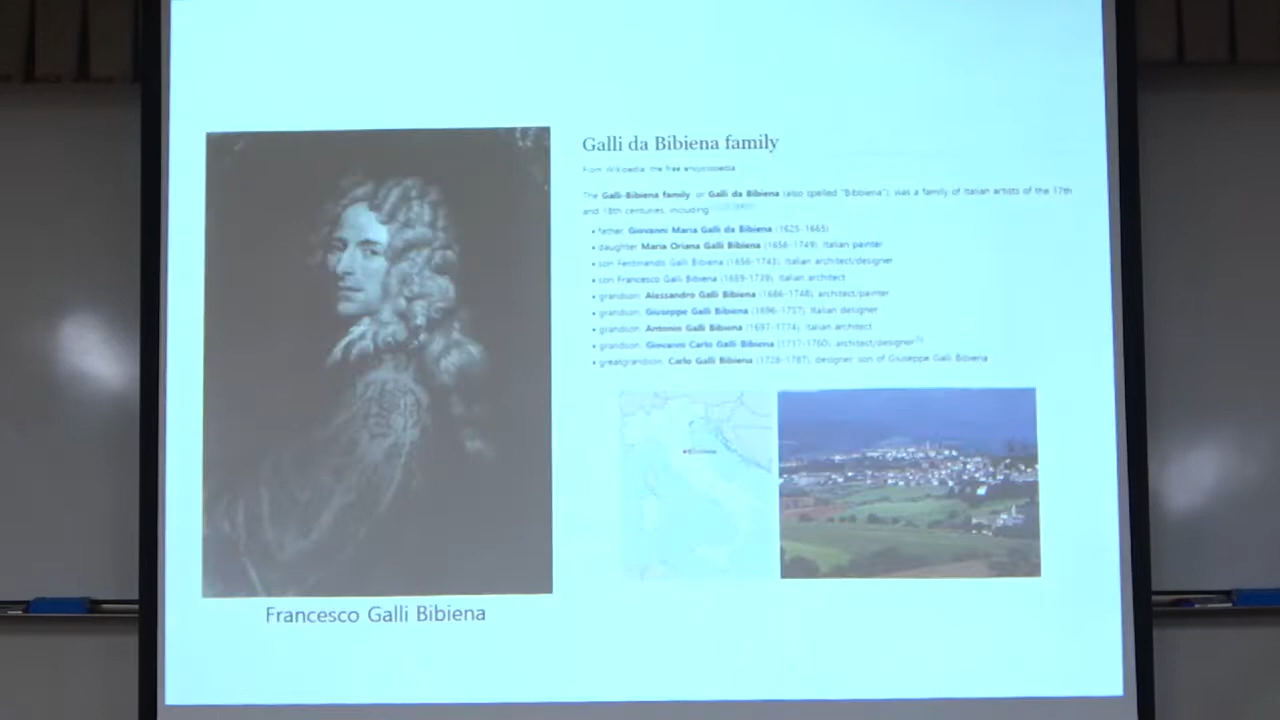 Galli da Bibiena family
From Wikipedia, the free encyclopedia
The Galli-Bibiena family or Galli da Bibiena (also spelled "Bibbiena"), was a family of Italian artists of the 17th
and 18th centuries, including
• father Giovanni Maria Galli da Bibiena (1625-1665)
• daughter Maria Oriana Galli Bibiena (1656-1749), Italian painter
• son Ferdinando Galli Bibiena (1656-1743), Italian architect/designer
• son Francesco Galli Bibiena (1659-1739), Italian architect
• grandson: Alessandro Galli Bibiena (1686-1748), architect/painter
• grandson: Giuseppe Galli Bibiena (1696-1757), Italian designer
• grandson: Antonio Galli Bibiena (1697-1774), Italian architect
• grandson: Giovanni Carlo Galli Bibiena (1717-1760), architect/designer
• greatgrandson: Carlo Galli Bibiena (1728-1787), designer son of Giuseppe Galli Bibiena
Francesco Galli Bibiena